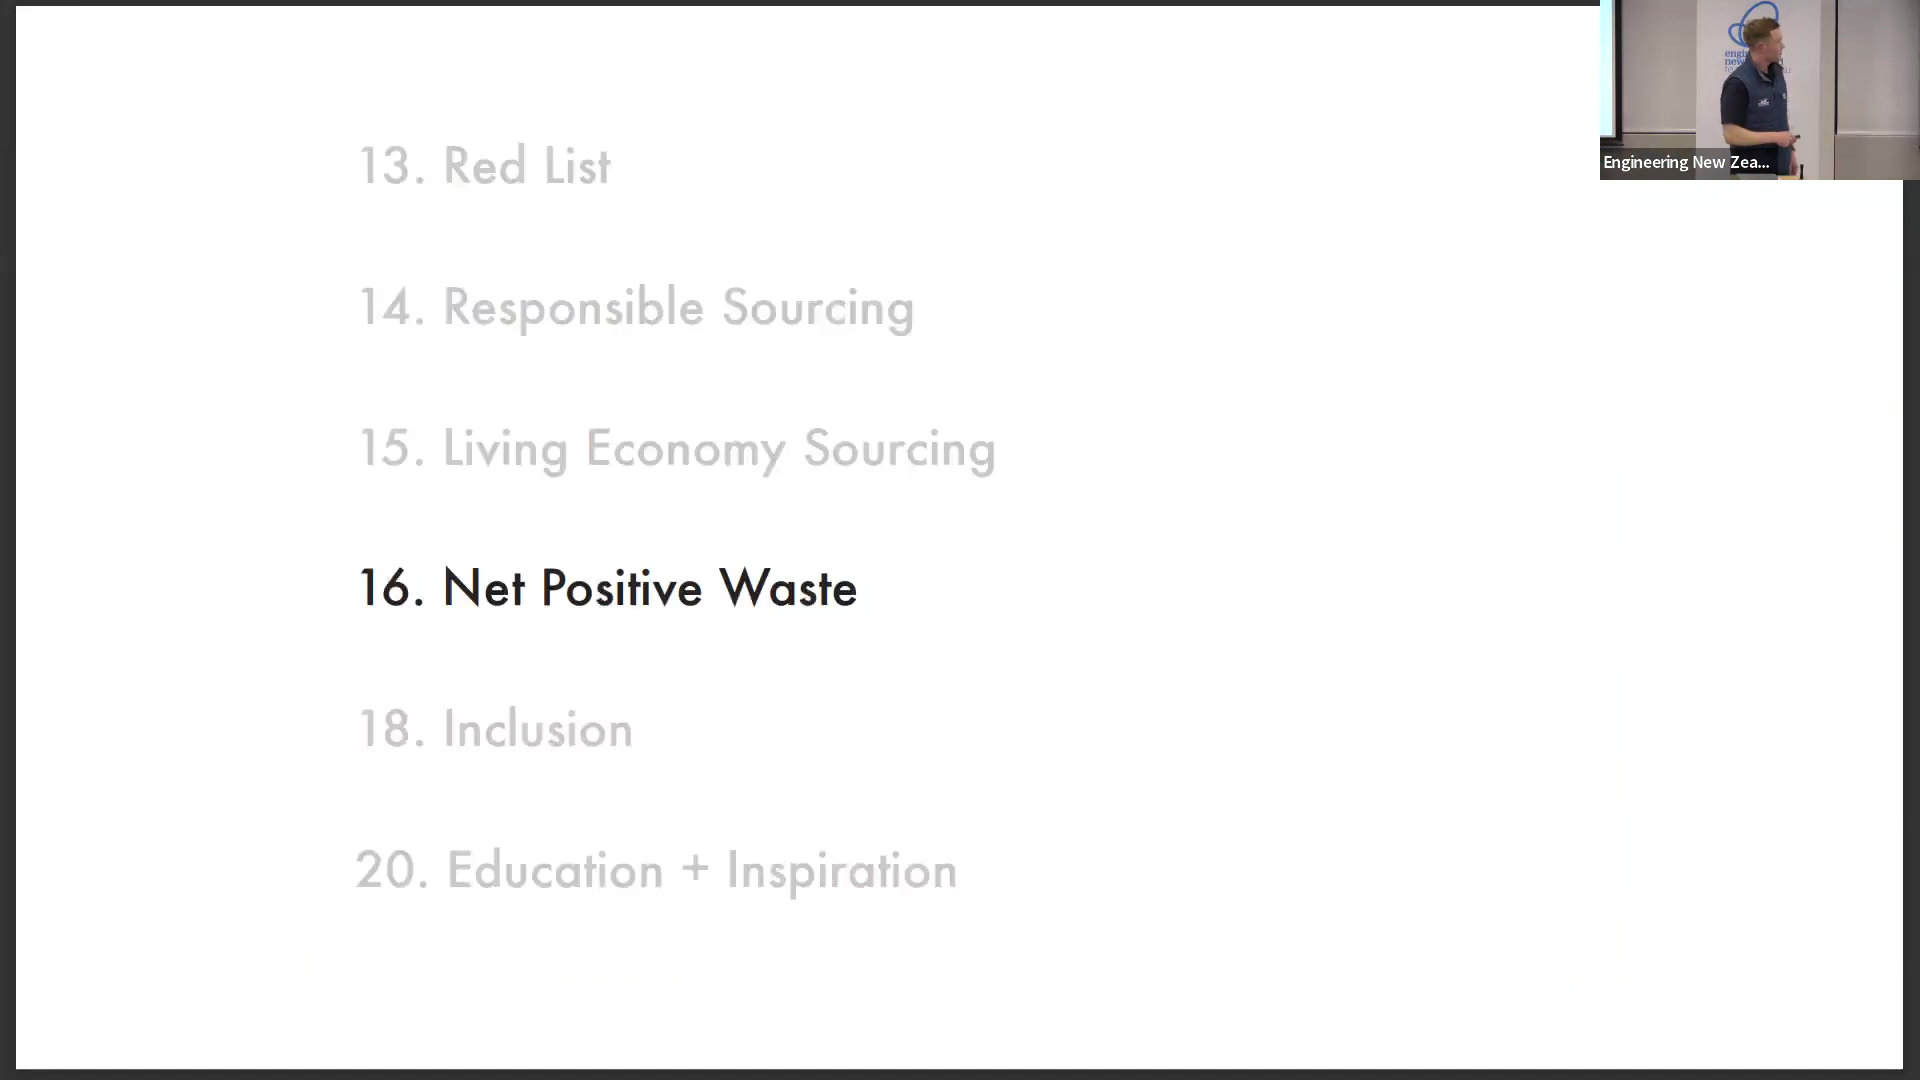 13. Red List
14. Responsible Sourcing
15. Living Economy Sourcing
16. Net Positive Waste
18. Inclusion
20. Education + Inspiration
Engineering New Zea...